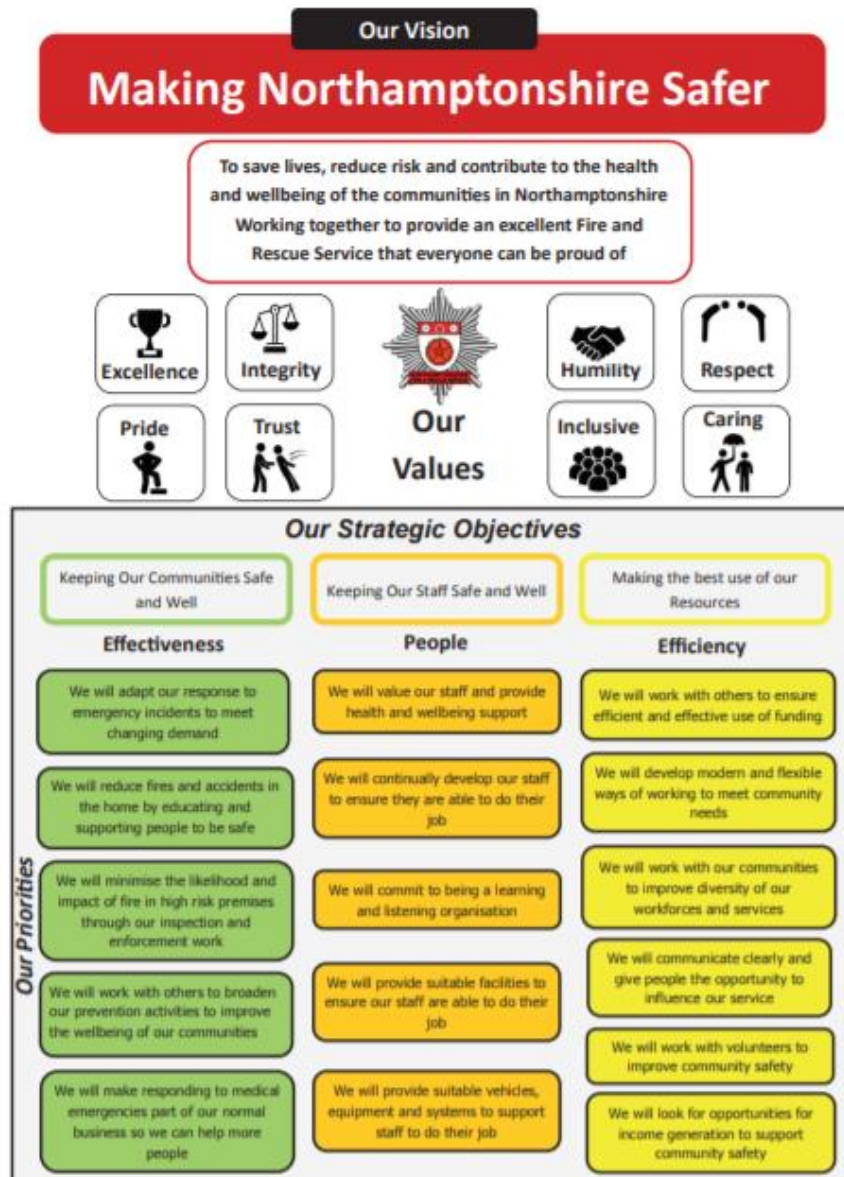 Our Vision
Making Northamptonshire Safer
To save lives, reduce risk and contribute to the health
and wellbeing of the communities in Northamptonshire
Working together to provide an excellent Fire and
Rescue Service that everyone can be proud of
Excellence
Integrity
Humility
Respect
Pride
Trust
Our
Values
Inclusive
Caring
Our Strategic Objectives
Keeping Our Communities Safe
and Well
Keeping Our Staff Safe and Well
Making the best use of our
Resources
Effectiveness
People
Efficiency
Our Priorities
We will adapt our response to
emergency incidents to meet
changing demand
We will reduce fires and accidents in
the home by educating and
supporting people to be safe
We will minimise the likelihood and
impact of fire in high risk premises
through our inspection and
enforcement work
We will work with others to broaden
our prevention activities to improve
the wellbeing of our communities
We will make responding to medical
emergencies part of our normal
business so we can help more
people
We will value our staff and provide
health and wellbeing support
We will continually develop our staff
to ensure they are able to do their
job
We will commit to being a learning
and listening organisation
We will provide suitable facilities to
ensure our staff are able to do their
job
We will provide suitable vehicles,
equipment and systems to support
staff to do their job
We will work with others to ensure
efficient and effective use of funding
We will develop modern and flexible
ways of working to meet community
needs
We will work with our communities
to improve diversity of our
workforces and services
We will communicate clearly and
give people the opportunity to
influence our service
We will work with volunteers to
improve community safety
We will look for opportunities for
income generation to support
community safety